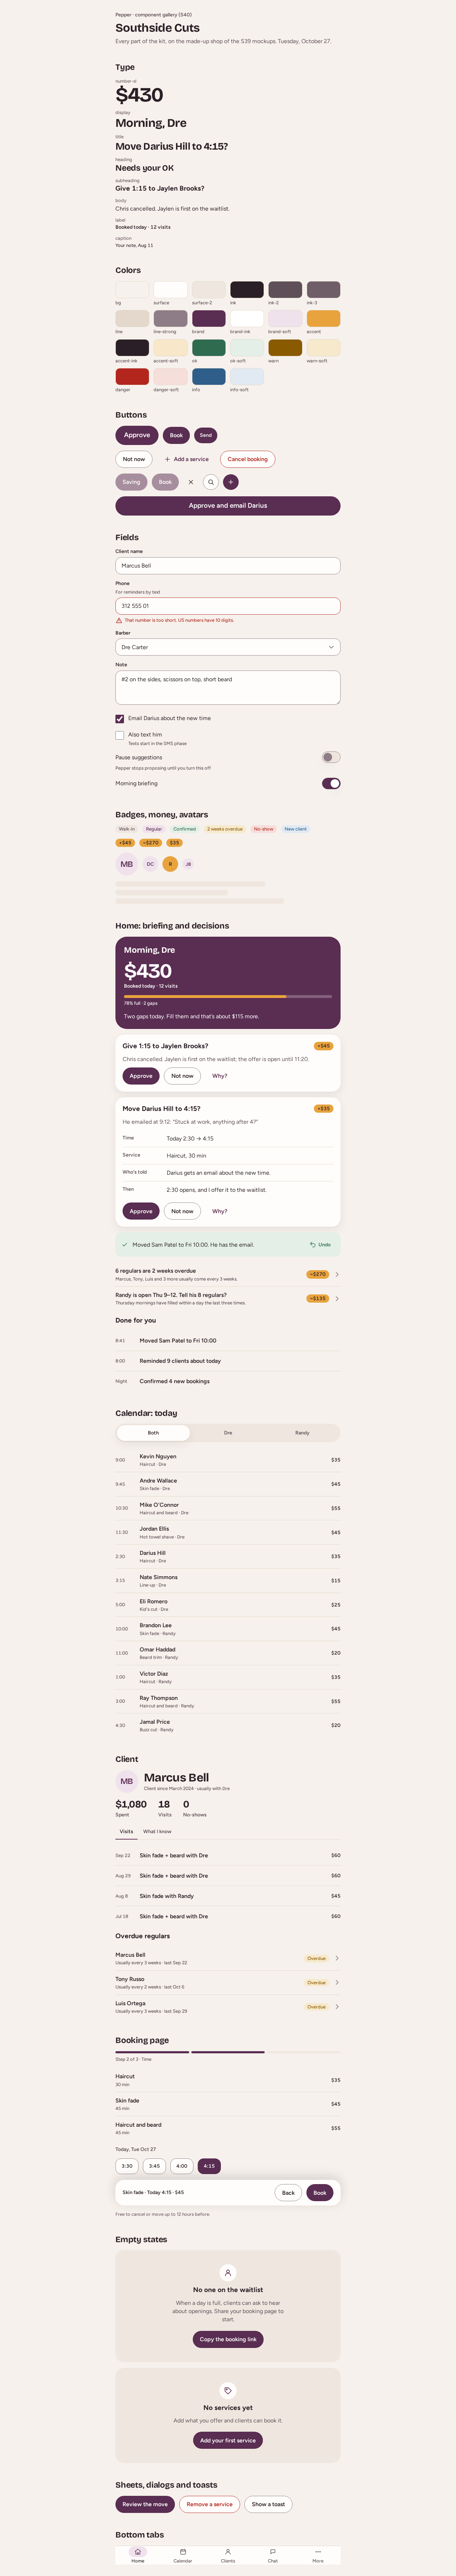 Pepper · component gallery (S40)
Southside Cuts
Every part of the kit, on the made-up shop of the S39 mockups. Tuesday, October 27.
Type
number-xl
$430
display
Morning, Dre
title
Move Darius Hill to 4:15?
heading
Needs your OK
subheading
Give 1:15 to Jaylen Brooks?
body
Chris cancelled. Jaylen is first on the waitlist.
label
Booked today · 12 visits
caption
Your note, Aug 11
Colors
bg surface surface-2 ink ink-2 ink-3
line line-strong brand brand-ink brand-soft accent
accent-ink accent-soft ok ok-soft warn warn-soft
danger danger-soft info info-soft
Buttons
Approve Book Send
Not now Add a service Cancel booking
Saving Book
Approve and email Darius
Fields
Client name
Marcus Bell
Phone
For reminders by text
312 555 01
That number is too short. US numbers have 10 digits.
Barber
Dre Carter
Note
#2 on the sides, scissors on top, short beard
Email Darius about the new time
Also text him
Texts start in the SMS phase
Pause suggestions
Pepper stops proposing until you turn this off
Morning briefing
Badges, money, avatars
Walk-in Regular Confirmed 2 weeks overdue No-show New client
+$45 ~$270 $35
MB DC R JB
Home: briefing and decisions
Morning, Dre
$430
Booked today · 12 visits
78% full · 2 gaps
Two gaps today. Fill them and that's about $115 more.
Give 1:15 to Jaylen Brooks? +$45
Chris cancelled. Jaylen is first on the waitlist; the offer is open until 11:20.
Approve Not now Why?
Move Darius Hill to 4:15? +$35
He emailed at 9:12: "Stuck at work, anything after 4?"
Time Today 2:30 → 4:15
Service Haircut, 30 min
Who's told Darius gets an email about the new time.
Then 2:30 opens, and I offer it to the waitlist.
Approve Not now Why?
Moved Sam Patel to Fri 10:00. He has the email. Undo
6 regulars are 2 weeks overdue ~$270
Marcus, Tony, Luis and 3 more usually come every 3 weeks.
Randy is open Thu 9–12. Tell his 8 regulars? ~$135
Thursday mornings have filled within a day the last three times.
Done for you
8:41 Moved Sam Patel to Fri 10:00
8:00 Reminded 9 clients about today
Night Confirmed 4 new bookings
Calendar: today
Both Dre Randy
9:00 Kevin Nguyen $35
Haircut · Dre
9:45 Andre Wallace $45
Skin fade · Dre
10:30 Mike O'Connor $55
Haircut and beard · Dre
11:30 Jordan Ellis $45
Hot towel shave · Dre
2:30 Darius Hill $35
Haircut · Dre
3:15 Nate Simmons $15
Line-up · Dre
5:00 Eli Romero $25
Kid's cut · Dre
10:00 Brandon Lee $45
Skin fade · Randy
11:00 Omar Haddad $20
Beard trim · Randy
1:00 Victor Diaz $35
Haircut · Randy
3:00 Ray Thompson $55
Haircut and beard · Randy
4:30 Jamal Price $20
Buzz cut · Randy
Client
MB Marcus Bell
Client since March 2024 · usually with Dre
$1,080 18 0
Spent Visits No-shows
Visits What I know
Sep 22 Skin fade + beard with Dre $60
Aug 29 Skin fade + beard with Dre $60
Aug 8 Skin fade with Randy $45
Jul 18 Skin fade + beard with Dre $60
Overdue regulars
Marcus Bell Overdue
Usually every 3 weeks · last Sep 22
Tony Russo Overdue
Usually every 2 weeks · last Oct 6
Luis Ortega Overdue
Usually every 3 weeks · last Sep 29
Booking page
Step 2 of 3 · Time
Haircut $35
30 min
Skin fade $45
45 min
Haircut and beard $55
45 min
Today, Tue Oct 27
3:30 3:45 4:00 4:15
Skin fade · Today 4:15 · $45 Back Book
Free to cancel or move up to 12 hours before.
Empty states
No one on the waitlist
When a day is full, clients can ask to hear
about openings. Share your booking page to
start.
Copy the booking link
No services yet
Add what you offer and clients can book it.
Add your first service
Sheets, dialogs and toasts
Review the move Remove a service Show a toast
Bottom tabs
Home Calendar Clients Chat More